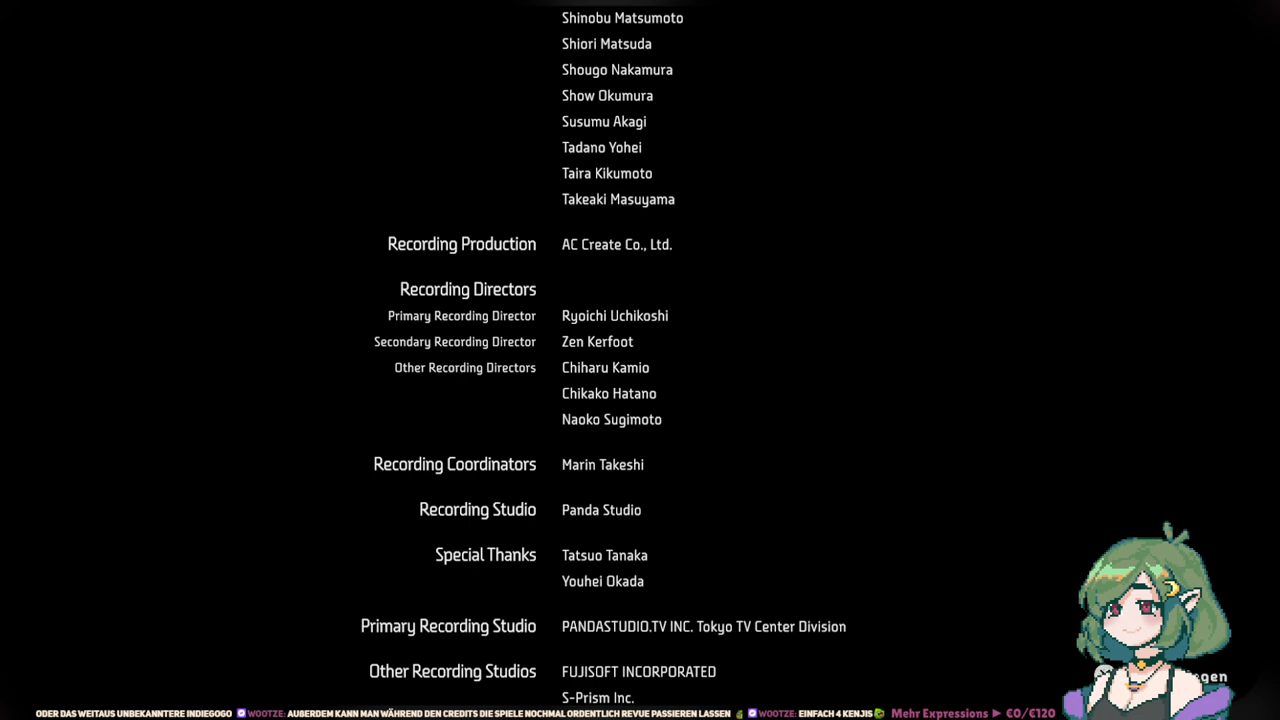 Shinobu Matsumoto
Shiori Matsuda
Shougo Nakamura
Show Okumura
Susumu Akagi
Tadano Yohei
Taira Kikumoto
Takeaki Masuyama
Recording Production AC Create Co., Ltd.
Recording Directors
Primary Recording Director Ryoichi Uchikoshi
Secondary Recording Director Zen Kerfoot
Other Recording Directors Chiharu Kamio
Chikako Hatano
Naoko Sugimoto
Recording Coordinators Marin Takeshi
Recording Studio Panda Studio
Special Thanks Tatsuo Tanaka
Youhei Okada
Primary Recording Studio PANDASTUDIO.TV INC. Tokyo TV Center Division
Other Recording Studios FUJISOFT INCORPORATED
S-Prism Inc.
ODER DAS WEITAUS UNBEKANNTERE INDIEGOGO WOOTZE: AUßERDEM KANN MAN WÄHREND DEN CREDITS DIE SPIELE NOCHMAL ORDENTLICH REVUE PASSIEREN LASSEN WOOTZE: EINFACH 4 KENJIS Mehr Expressions ► €0/€120